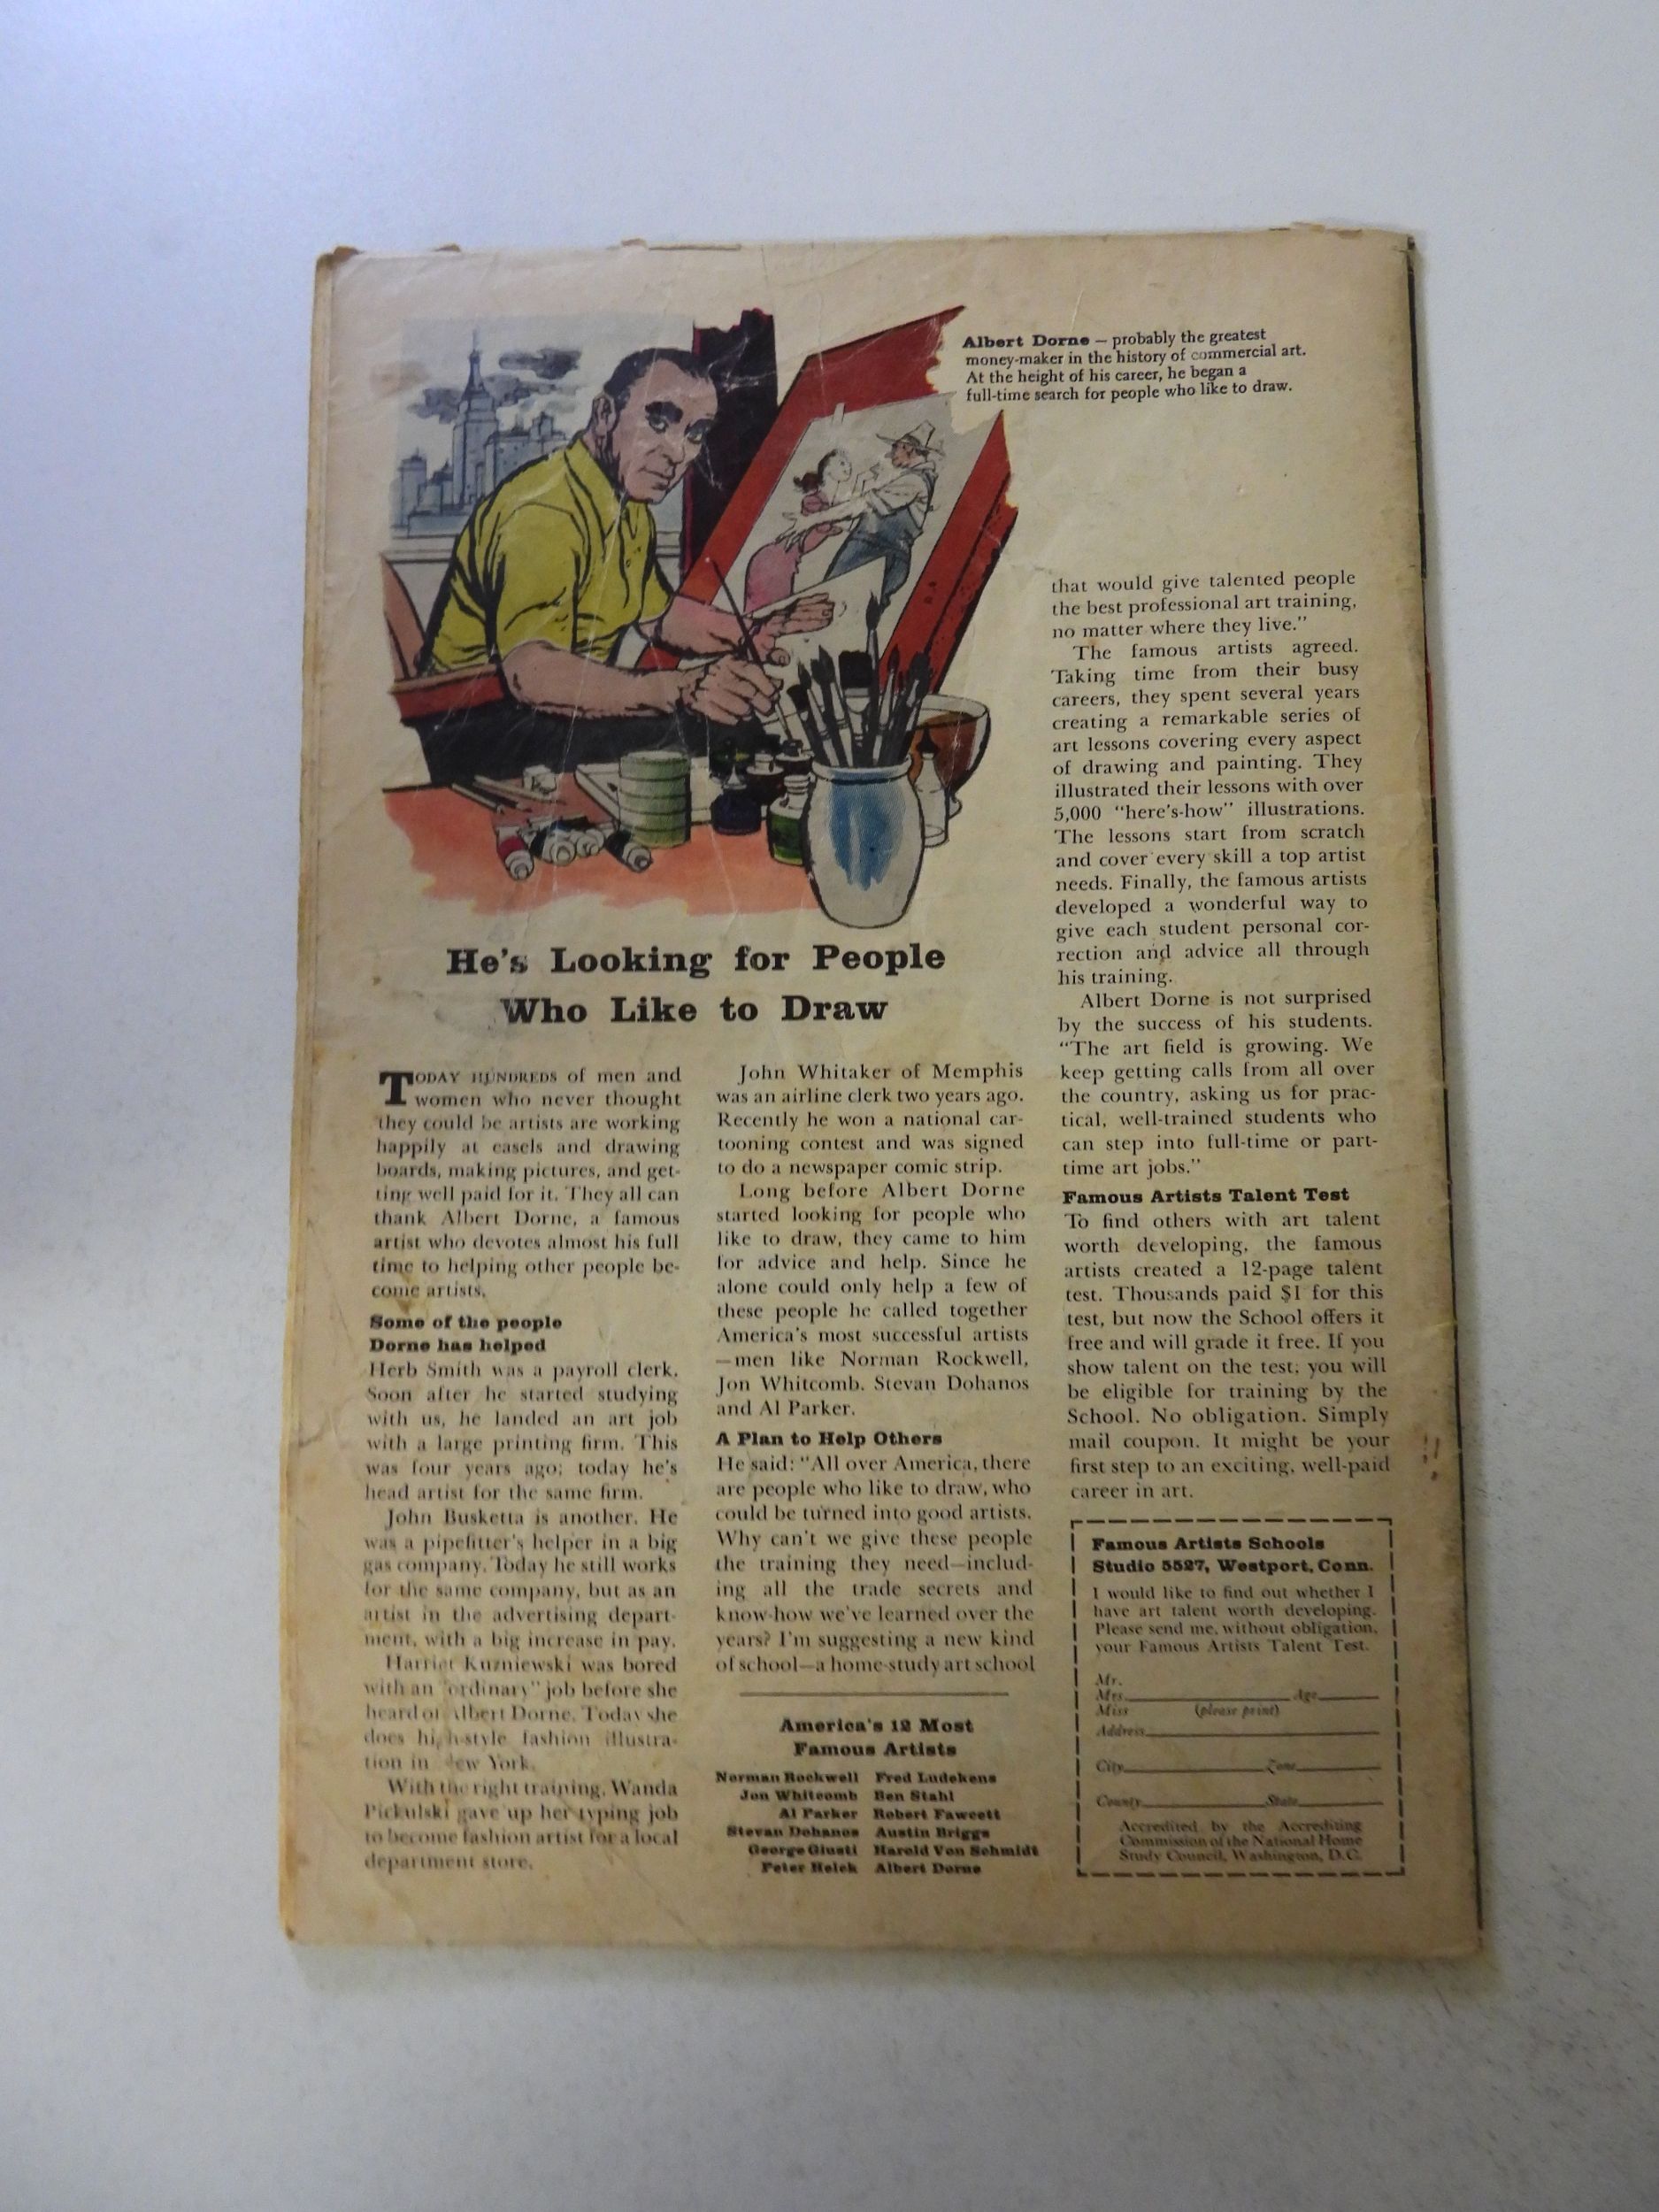 Albert Dorne — probably the greatest
money-maker in the history of commercial art.
At the height of his career, he began a
full-time search for people who like to draw.
He's Looking for People
Who Like to Draw
TODAY HUNDREDS of men and
women who never thought
they could be artists are working
happily at easels and drawing
boards, making pictures, and get-
ting well paid for it. They all can
thank Albert Dorne, a famous
artist who devotes almost his full
time to helping other people be-
come artists.
Some of the people
Dorne has helped
Herb Smith was a payroll clerk.
Soon after he started studying
with us, he landed an art job
with a large printing firm. This
was four years ago; today he's
head artist for the same firm.
John Busketta is another. He
was a pipefitter's helper in a big
gas company. Today he still works
for the same company, but as an
artist in the advertising depart-
ment, with a big increase in pay.
Harriet Kuzniewski was bored
with an "ordinary" job before she
heard of Albert Dorne. Today she
does high-style fashion illustra-
tion in New York.
With the right training, Wanda
Pickulski gave up her typing job
to become fashion artist for a local
department store.
John Whitaker of Memphis
was an airline clerk two years ago.
Recently he won a national car-
tooning contest and was signed
to do a newspaper comic strip.
Long before Albert Dorne
started looking for people who
like to draw, they came to him
for advice and help. Since he
alone could only help a few of
these people he called together
America's most successful artists
—men like Norman Rockwell,
Jon Whitcomb, Stevan Dohanos
and Al Parker.
A Plan to Help Others
He said: "All over America, there
are people who like to draw, who
could be turned into good artists.
Why can't we give these people
the training they need—includ-
ing all the trade secrets and
know-how we've learned over the
years? I'm suggesting a new kind
of school—a home-study art school
America's 12 Most
Famous Artists
Norman Rockwell Fred Ludekens
Jon Whitcomb Ben Stahl
Al Parker Robert Fawcett
Stevan Dohanos Austin Briggs
George Giusti Harold Von Schmidt
Peter Helck Albert Dorne
that would give talented people
the best professional art training,
no matter where they live."
The famous artists agreed.
Taking time from their busy
careers, they spent several years
creating a remarkable series of
art lessons covering every aspect
of drawing and painting. They
illustrated their lessons with over
5,000 "here's-how" illustrations.
The lessons start from scratch
and cover every skill a top artist
needs. Finally, the famous artists
developed a wonderful way to
give each student personal cor-
rection and advice all through
his training.
Albert Dorne is not surprised
by the success of his students.
"The art field is growing. We
keep getting calls from all over
the country, asking us for prac-
tical, well-trained students who
can step into full-time or part-
time art jobs."
Famous Artists Talent Test
To find others with art talent
worth developing, the famous
artists created a 12-page talent
test. Thousands paid $1 for this
test, but now the School offers it
free and will grade it free. If you
show talent on the test, you will
be eligible for training by the
School. No obligation. Simply
mail coupon. It might be your
first step to an exciting, well-paid
career in art.
Famous Artists Schools
Studio 5527, Westport, Conn.
I would like to find out whether I
have art talent worth developing.
Please send me, without obligation,
your Famous Artists Talent Test.
Mr.
Mrs. Age
Miss (please print)
Address
City Zone
County State
Accredited by the Accrediting
Commission of the National Home
Study Council, Washington, D.C.